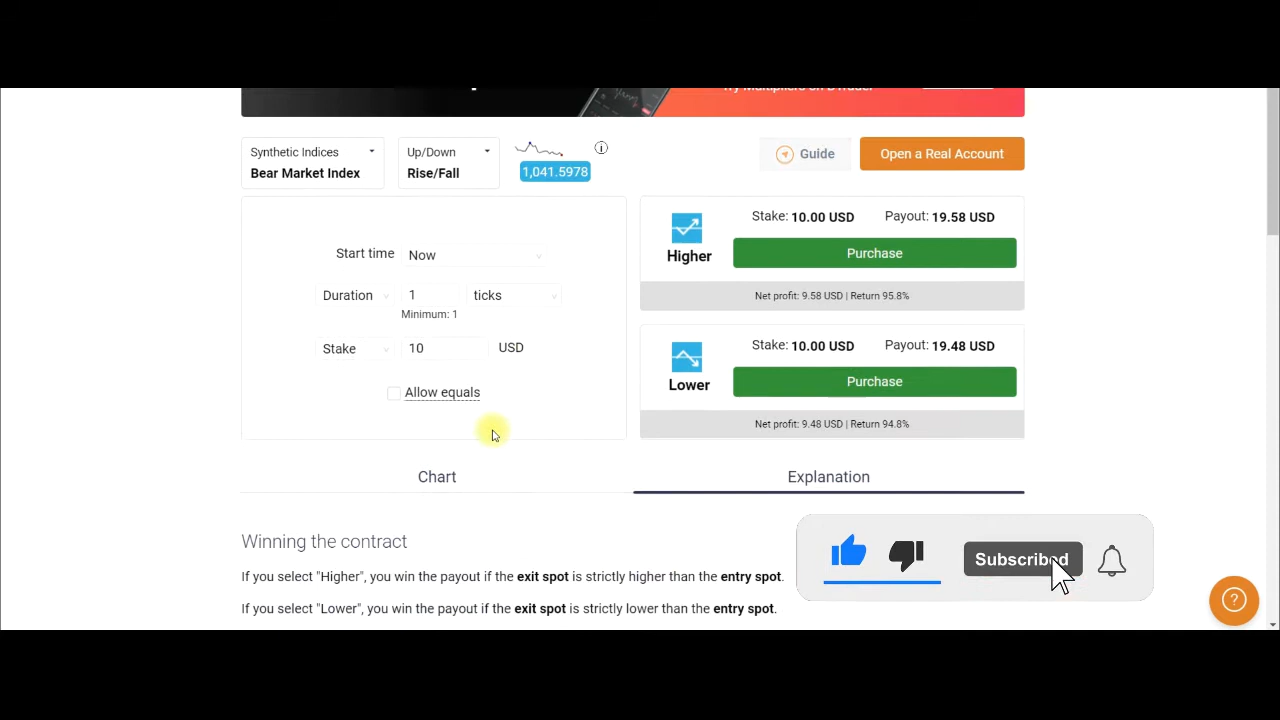 Try Multipliers on DTrader
Synthetic Indices
Bear Market Index
Up/Down
Rise/Fall
1,041.5978
Guide
Open a Real Account
Start time Now
Duration 1 ticks
Minimum: 1
Stake 10 USD
Allow equals
Higher
Stake: 10.00 USD Payout: 19.58 USD
Purchase
Net profit: 9.58 USD | Return 95.8%
Lower
Stake: 10.00 USD Payout: 19.48 USD
Purchase
Net profit: 9.48 USD | Return 94.8%
Chart Explanation
Winning the contract
If you select "Higher", you win the payout if the exit spot is strictly higher than the entry spot.
If you select "Lower", you win the payout if the exit spot is strictly lower than the entry spot.
Subscribed